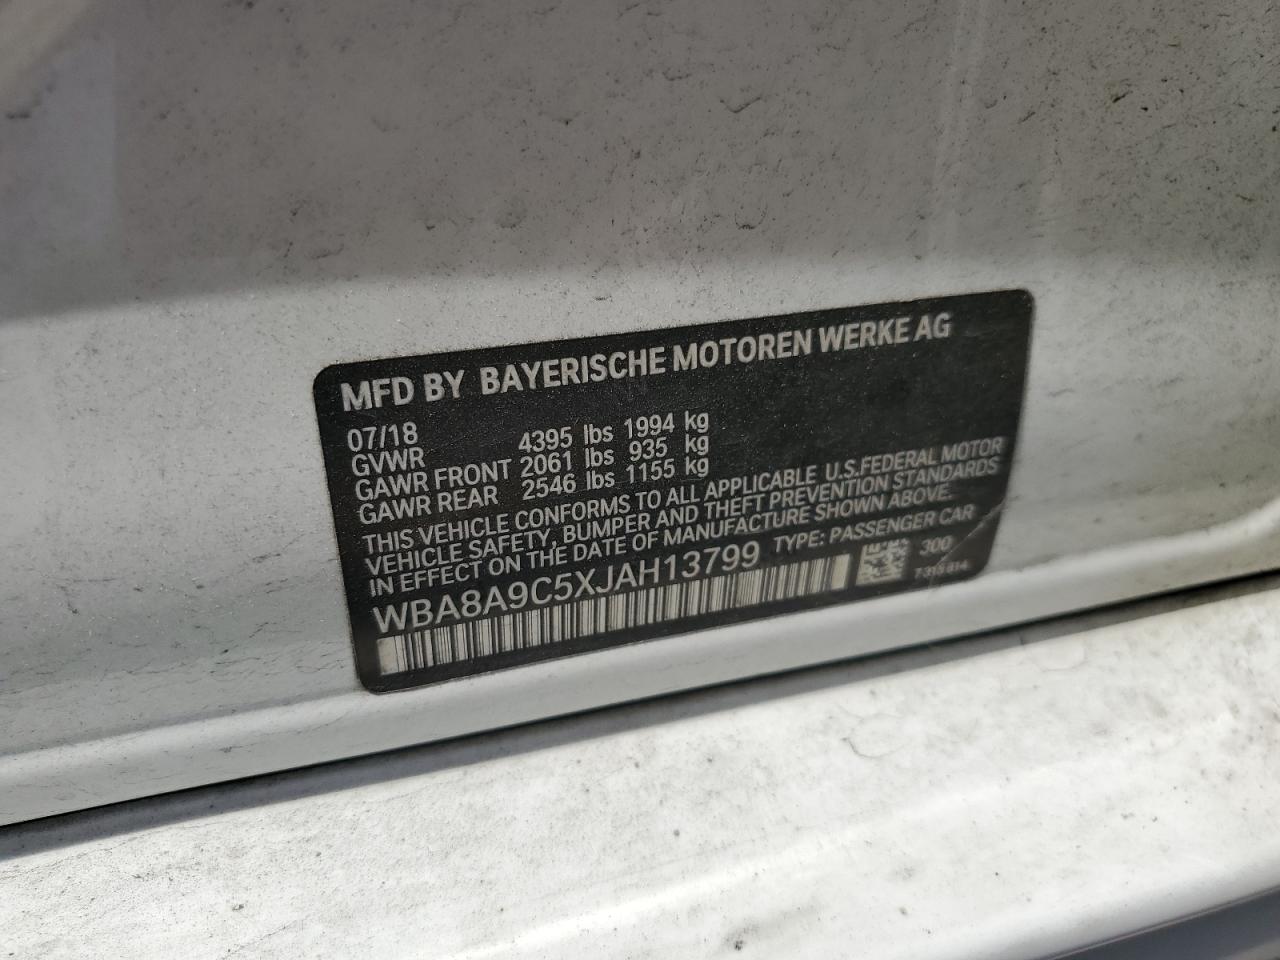 MFD BY BAYERISCHE MOTOREN WERKE AG
07/18
GVWR 4395 lbs 1994 kg
GAWR FRONT 2061 lbs 935 kg
GAWR REAR 2546 lbs 1155 kg
THIS VEHICLE CONFORMS TO ALL APPLICABLE U.S.FEDERAL MOTOR
VEHICLE SAFETY, BUMPER AND THEFT PREVENTION STANDARDS
IN EFFECT ON THE DATE OF MANUFACTURE SHOWN ABOVE.
WBA8A9C5XJAH13799 TYPE: PASSENGER CAR
300